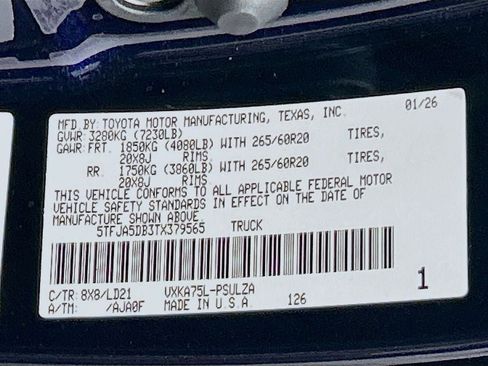 MFD. BY: TOYOTA MOTOR MANUFACTURING, TEXAS, INC. 01/26
GVWR: 3280KG (7230LB)
GAWR: FRT. 1850KG (4080LB) WITH 265/60R20 TIRES,
20X8J RIMS.
RR. 1750KG (3860LB) WITH 265/60R20 TIRES,
20X8J RIMS.
THIS VEHICLE CONFORMS TO ALL APPLICABLE FEDERAL MOTOR
VEHICLE SAFETY STANDARDS IN EFFECT ON THE DATE OF
MANUFACTURE SHOWN ABOVE.
5TFJA5DB3TX379565 TRUCK
C/TR: 8X8/LD21 VXKA75L-PSULZA 1
A/TM: /AJA0F MADE IN U.S.A. 126